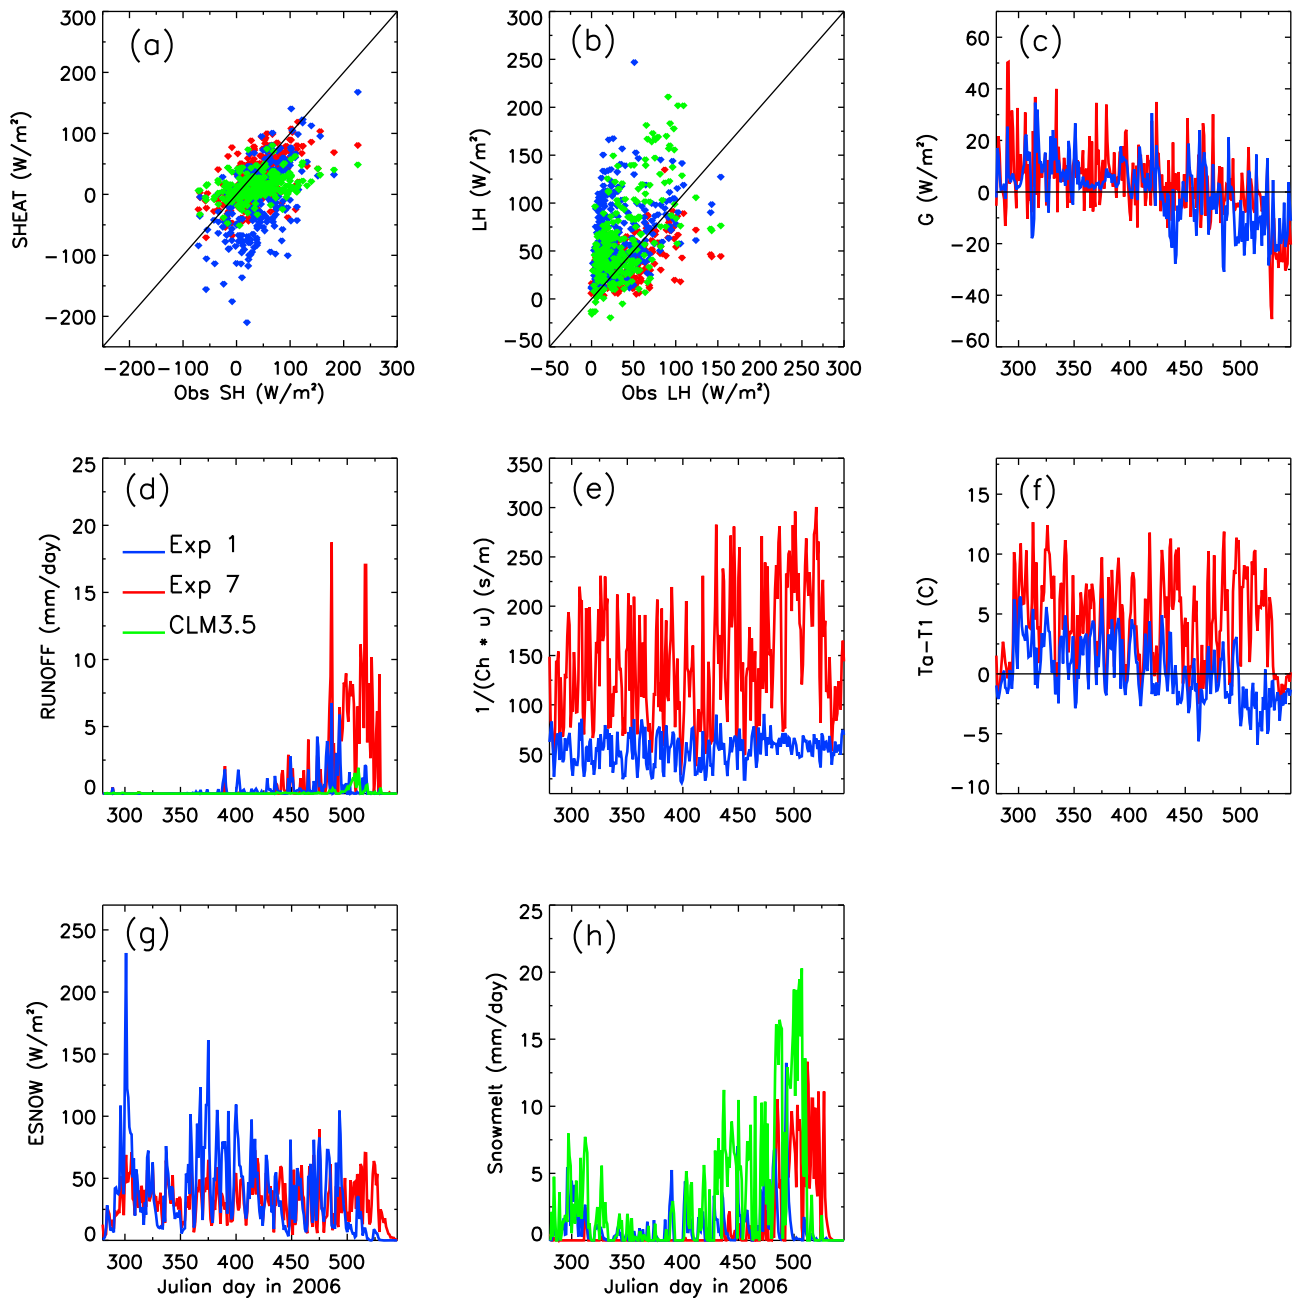 (a)
SHEAT (W/m²)
300
200
100
0
−100
−200
−200 −100 0 100 200 300
Obs SH (W/m²)
(b)
LH (W/m²)
300
250
200
150
100
50
0
−50
−50 0 50 100 150 200 250 300
Obs LH (W/m²)
(c)
G (W/m²)
60
40
20
0
−20
−40
−60
300 350 400 450 500
(d)
RUNOFF (mm/day)
25
20
15
10
5
0
Exp 1
Exp 7
CLM3.5
300 350 400 450 500
(e)
1/(Ch * u) (s/m)
350
300
250
200
150
100
50
300 350 400 450 500
(f)
Ta−T1 (C)
15
10
5
0
−5
−10
300 350 400 450 500
(g)
ESNOW (W/m²)
250
200
150
100
50
0
300 350 400 450 500
Julian day in 2006
(h)
Snowmelt (mm/day)
25
20
15
10
5
0
300 350 400 450 500
Julian day in 2006